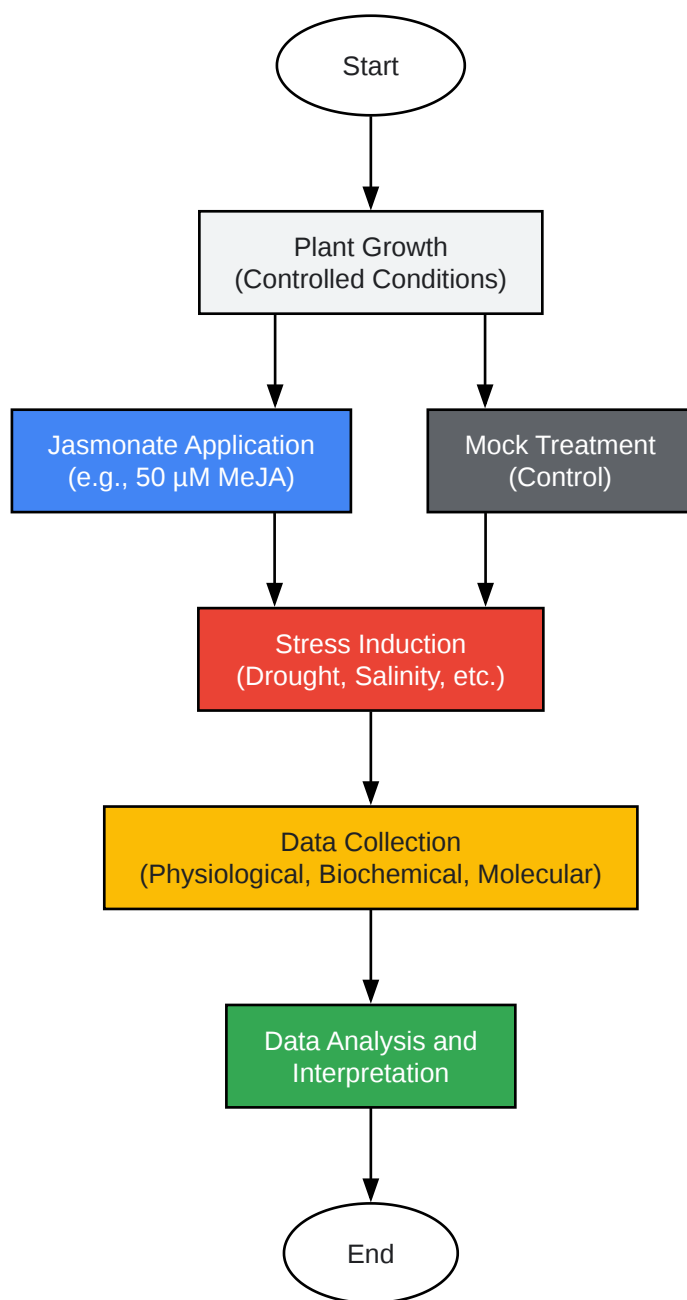 Start
Plant Growth
(Controlled Conditions)
Jasmonate Application
(e.g., 50 µM MeJA)
Mock Treatment
(Control)
Stress Induction
(Drought, Salinity, etc.)
Data Collection
(Physiological, Biochemical, Molecular)
Data Analysis and
Interpretation
End